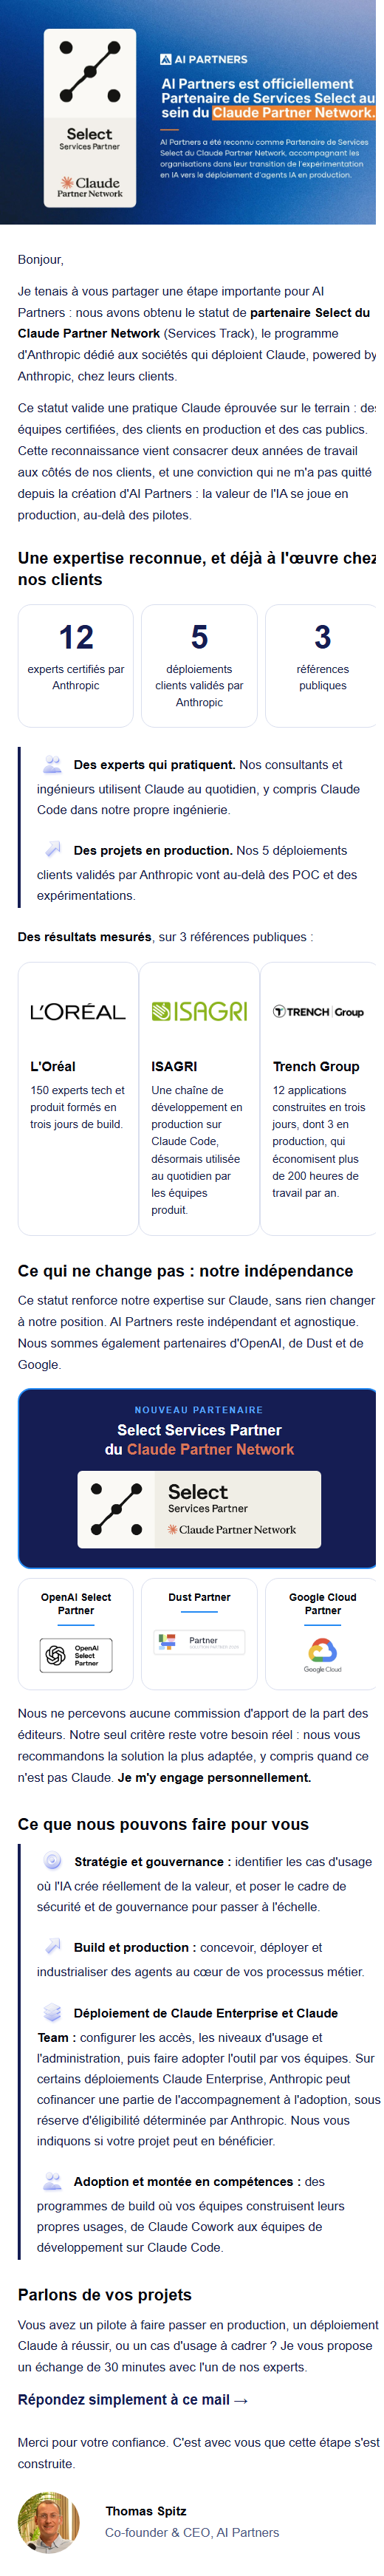 Select
Services Partner
Claude
Partner Network
AI PARTNERS
AI Partners est officiellement
Partenaire de Services Select au
sein du Claude Partner Network.
AI Partners a été reconnu comme Partenaire de Services
Select du Claude Partner Network, accompagnant les
organisations dans leur transition de l'expérimentation
en IA vers le déploiement d'agents IA en production.
Bonjour,
Je tenais à vous partager une étape importante pour AI
Partners : nous avons obtenu le statut de partenaire Select du
Claude Partner Network (Services Track), le programme
d'Anthropic dédié aux sociétés qui déploient Claude, powered by
Anthropic, chez leurs clients.
Ce statut valide une pratique Claude éprouvée sur le terrain : des
équipes certifiées, des clients en production et des cas publics.
Cette reconnaissance vient consacrer deux années de travail
aux côtés de nos clients, et une conviction qui ne m'a pas quitté
depuis la création d'AI Partners : la valeur de l'IA se joue en
production, au-delà des pilotes.
Une expertise reconnue, et déjà à l'œuvre chez
nos clients
12
experts certifiés par
Anthropic
5
déploiements
clients validés par
Anthropic
3
références
publiques
Des experts qui pratiquent. Nos consultants et
ingénieurs utilisent Claude au quotidien, y compris Claude
Code dans notre propre ingénierie.
Des projets en production. Nos 5 déploiements
clients validés par Anthropic vont au-delà des POC et des
expérimentations.
Des résultats mesurés, sur 3 références publiques :
L'ORÉAL
L'Oréal
150 experts tech et
produit formés en
trois jours de build.
ISAGRI
ISAGRI
Une chaîne de
développement en
production sur
Claude Code,
désormais utilisée
au quotidien par
les équipes
produit.
TRENCH Group
Trench Group
12 applications
construites en trois
jours, dont 3 en
production, qui
économisent plus
de 200 heures de
travail par an.
Ce qui ne change pas : notre indépendance
Ce statut renforce notre expertise sur Claude, sans rien changer
à notre position. AI Partners reste indépendant et agnostique.
Nous sommes également partenaires d'OpenAI, de Dust et de
Google.
NOUVEAU PARTENAIRE
Select Services Partner
du Claude Partner Network
Select
Services Partner
Claude Partner Network
OpenAI Select
Partner
OpenAI
Select
Partner
Dust Partner
Partner
Google Cloud
Partner
Google Cloud
Nous ne percevons aucune commission d'apport de la part des
éditeurs. Notre seul critère reste votre besoin réel : nous vous
recommandons la solution la plus adaptée, y compris quand ce
n'est pas Claude. Je m'y engage personnellement.
Ce que nous pouvons faire pour vous
Stratégie et gouvernance : identifier les cas d'usage
où l'IA crée réellement de la valeur, et poser le cadre de
sécurité et de gouvernance pour passer à l'échelle.
Build et production : concevoir, déployer et
industrialiser des agents au cœur de vos processus métier.
Déploiement de Claude Enterprise et Claude
Team : configurer les accès, les niveaux d'usage et
l'administration, puis faire adopter l'outil par vos équipes. Sur
certains déploiements Claude Enterprise, Anthropic peut
cofinancer une partie de l'accompagnement à l'adoption, sous
réserve d'éligibilité déterminée par Anthropic. Nous vous
indiquons si votre projet peut en bénéficier.
Adoption et montée en compétences : des
programmes de build où vos équipes construisent leurs
propres usages, de Claude Cowork aux équipes de
développement sur Claude Code.
Parlons de vos projets
Vous avez un pilote à faire passer en production, un déploiement
Claude à réussir, ou un cas d'usage à cadrer ? Je vous propose
un échange de 30 minutes avec l'un de nos experts.
Répondez simplement à ce mail →
Merci pour votre confiance. C'est avec vous que cette étape s'est
construite.
Thomas Spitz
Co-founder & CEO, AI Partners